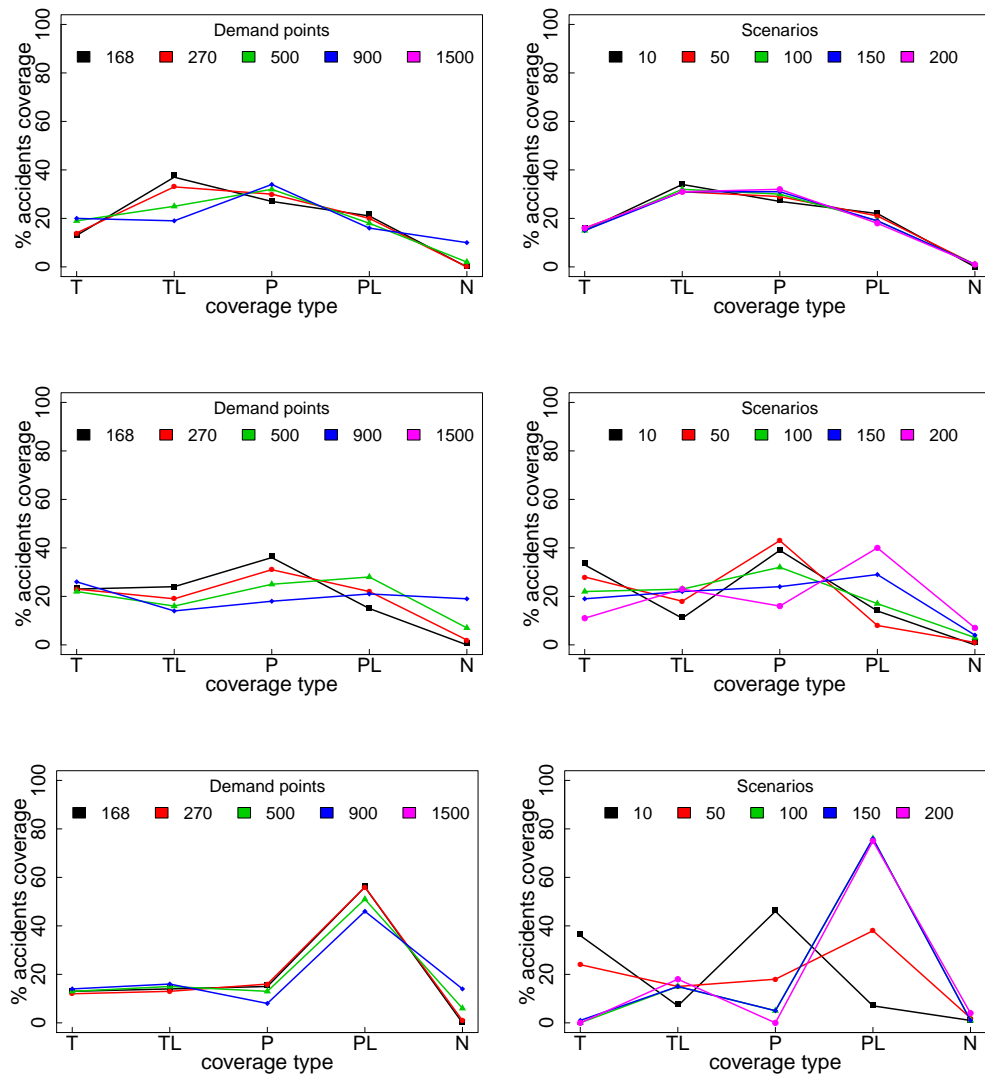 Demand points
168 270 500 900 1500
% accidents coverage
0 20 40 60 80 100
T TL P PL N
coverage type
Scenarios
10 50 100 150 200
% accidents coverage
0 20 40 60 80 100
T TL P PL N
coverage type
Demand points
168 270 500 900 1500
% accidents coverage
0 20 40 60 80 100
T TL P PL N
coverage type
Scenarios
10 50 100 150 200
% accidents coverage
0 20 40 60 80 100
T TL P PL N
coverage type
Demand points
168 270 500 900 1500
% accidents coverage
0 20 40 60 80 100
T TL P PL N
coverage type
Scenarios
10 50 100 150 200
% accidents coverage
0 20 40 60 80 100
T TL P PL N
coverage type